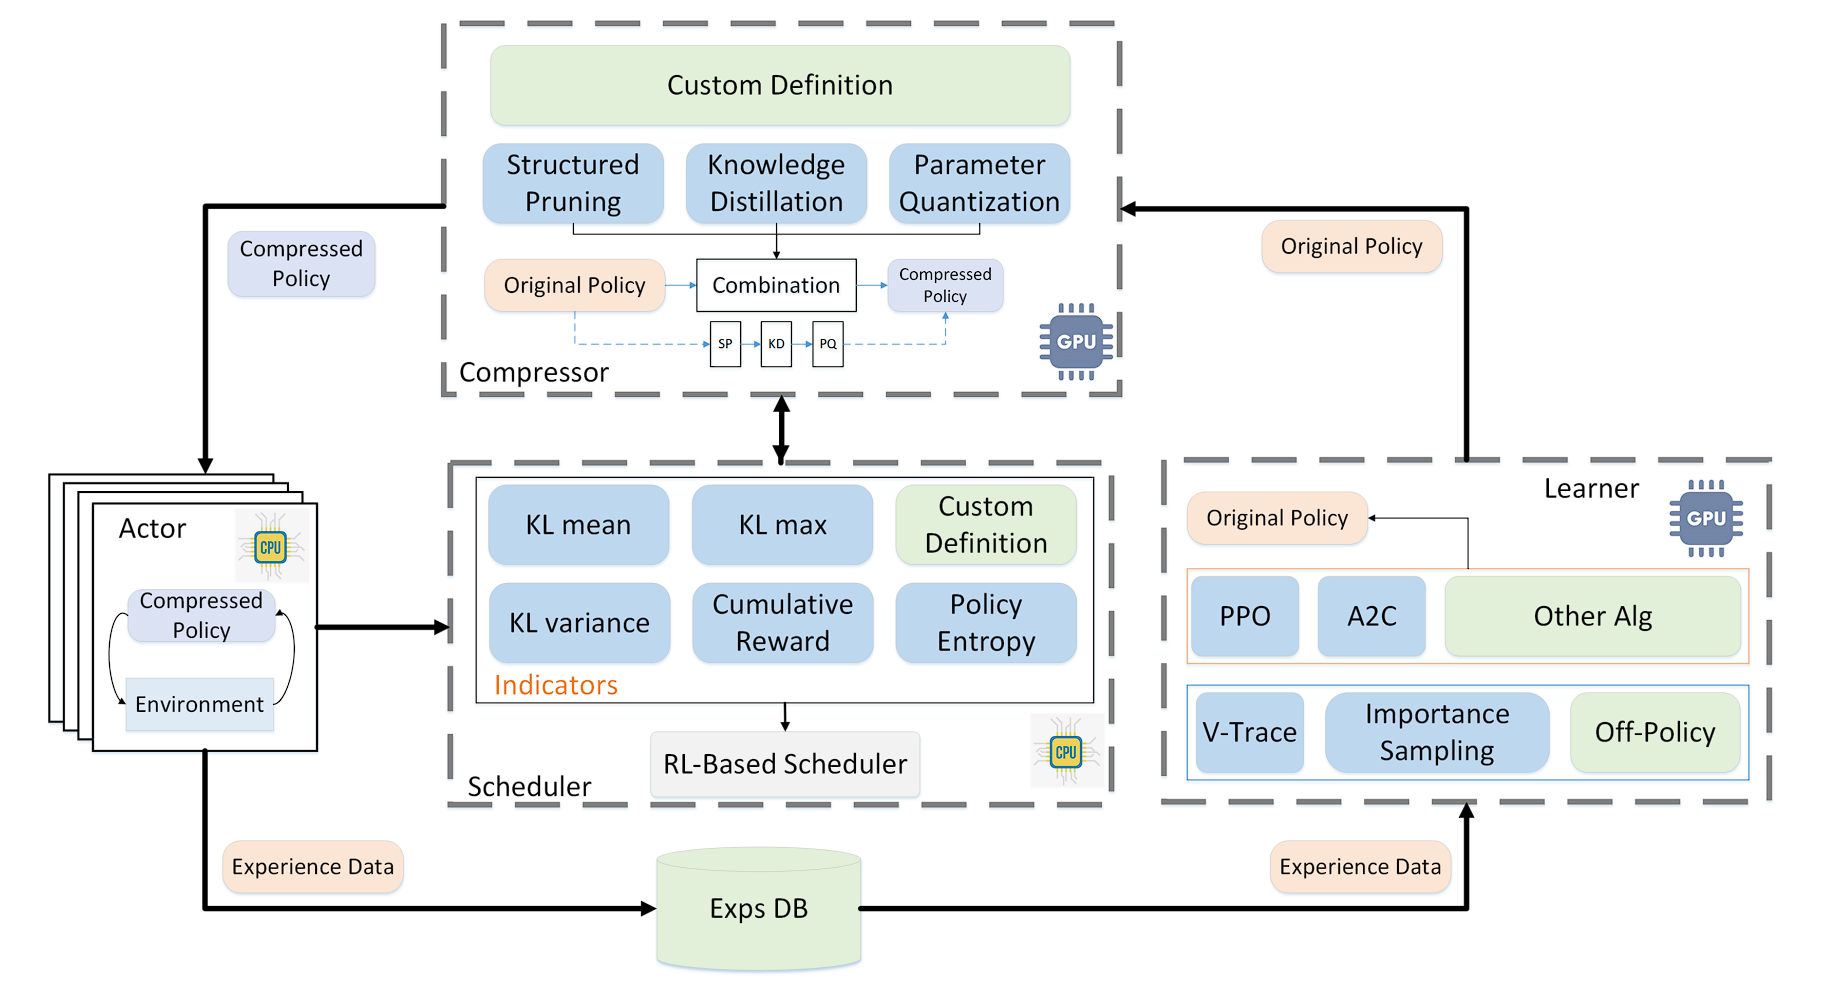 Custom Definition
Structured
Pruning
Knowledge
Distillation
Parameter
Quantization
Original Policy
Combination
Compressed
Policy
SP
KD
PQ
GPU
Compressor
Compressed
Policy
Original Policy
Actor
CPU
Compressed
Policy
Environment
KL mean
KL max
Custom
Definition
KL variance
Cumulative
Reward
Policy
Entropy
Indicators
RL-Based Scheduler
CPU
Scheduler
Learner
GPU
Original Policy
PPO
A2C
Other Alg
V-Trace
Importance
Sampling
Off-Policy
Experience Data
Exps DB
Experience Data